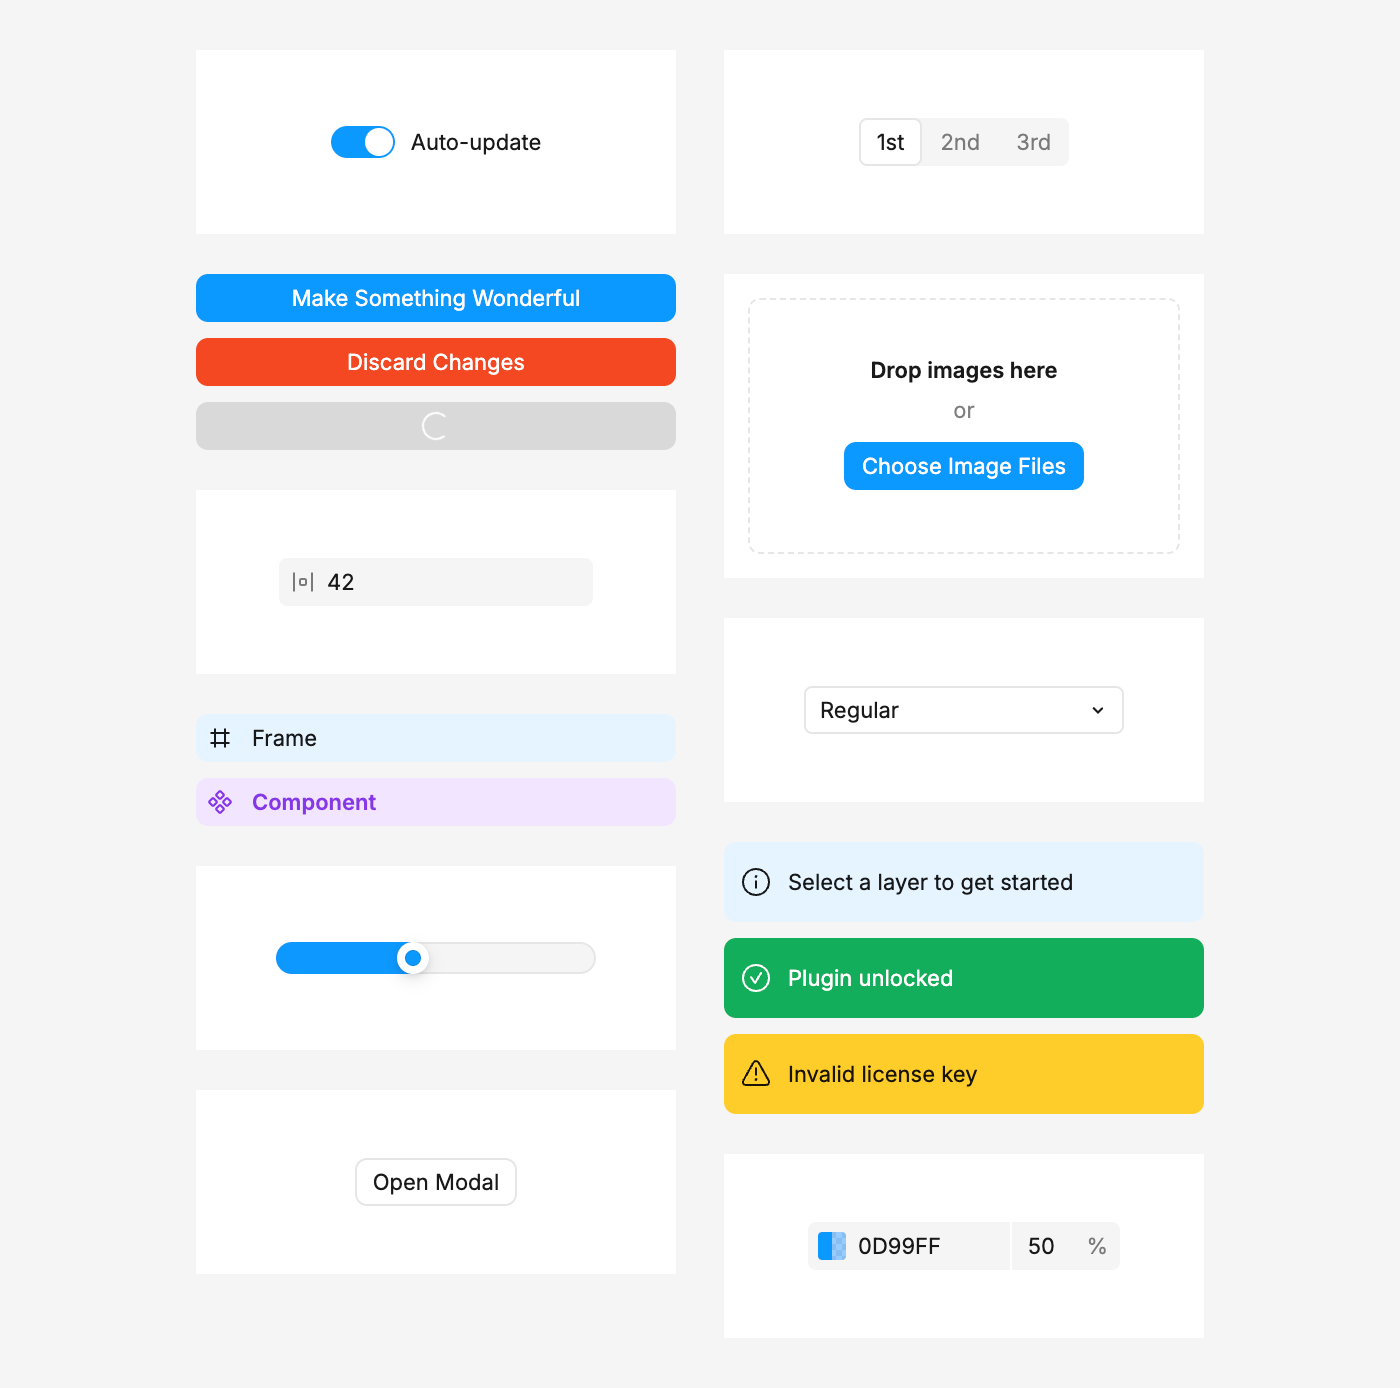 Auto-update
Make Something Wonderful
Discard Changes
42
Frame
Component
Open Modal
1st 2nd 3rd
Drop images here
or
Choose Image Files
Regular
Select a layer to get started
Plugin unlocked
Invalid license key
0D99FF 50 %